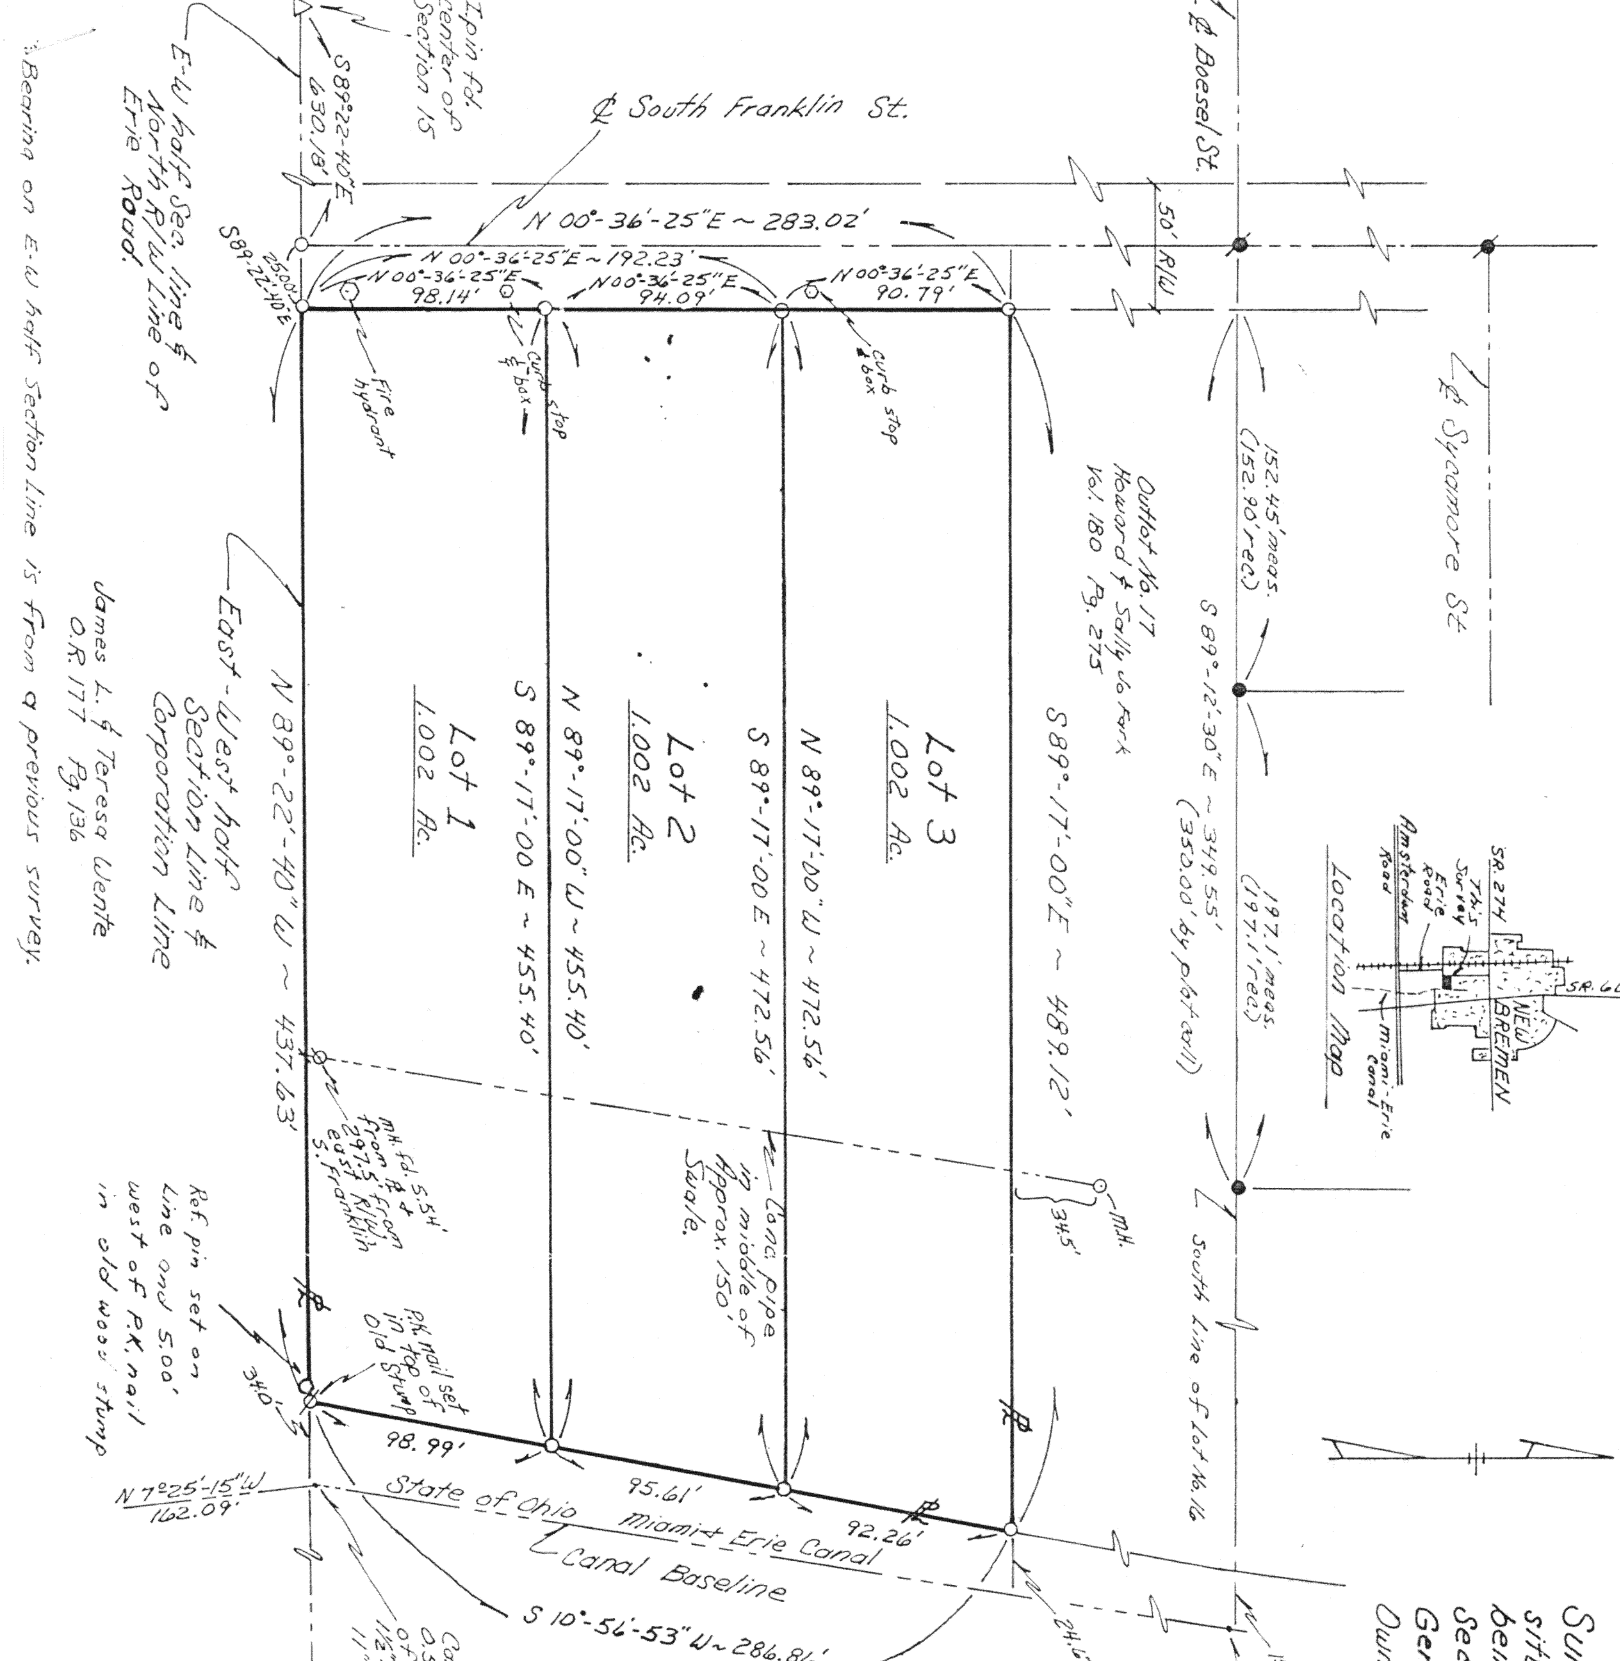 I pin fd.
center of
Section 15
S 89°-22'-40"E
630.18'
E-W half Sec. line &
North R/W Line of
Erie Road.
℄ South Franklin St.
℄ Boesel St.
50' R/W
N 00°-36'-25"E ~ 283.02'
N 00°-36'-25"E ~ 192.23'
N 00°-36'-25"E
98.14'
N 00°-36'-25"E
94.09'
N 00°-36'-25"E
90.79'
25.00'
S89°-22'-40"E
Fire
hydrant
curb stop
& box
curb stop
& box
℄ Sycamore St
152.45' meas.
(152.90' rec.)
Outlot No. 17
Howard & Sally Jo Fark
Vol. 180 Pg. 275
S 89°-12'-30"E ~ 349.55'
(350.00' by plat
197.1' meas.
(197.1' rec.)
East-West half
Section Line &
Corporation Line
James L. & Teresa Wente
O.R. 177 Pg. 136
N 89°-22'-40"W ~ 437.63'
Lot 1
1.002 Ac.
S 89°-17'-00 E ~ 455.40'
N 89°-17'-00"W ~ 455.40'
Lot 2
1.002 Ac.
S 89°-17'-00 E ~ 472.56'
N 89°-17'-00"W ~ 472.56'
Lot 3
1.002 Ac.
S 89°-17'-00"E ~ 489.12'
SR. 274
This
Survey
Erie
Road
Amsterdam
Road
NEW
BREMEN
SR. 66
Miami-Erie
Canal
Location Map
M.H. fd. 5.54'
from ⅊ &
297.5' from
east R/W
S. Franklin
Conc. pipe
in middle of
Approx. 150'
Swale.
M.H.
34.5'
South Line of Lot No. 16
Ref. pin set on
Line and 5.00'
west of P.K. nail
in old wood stump
P.K. nail set
in top of
Old Stump
34.0'
98.99'
95.61'
92.26'
N 7°25'-15"W
162.09'
State of Ohio Miami & Erie Canal
Canal Baseline
S 10°-56'-53"W ~ 286.86'
24.6'
Bearing on E-W half Section Line is from a previous survey.